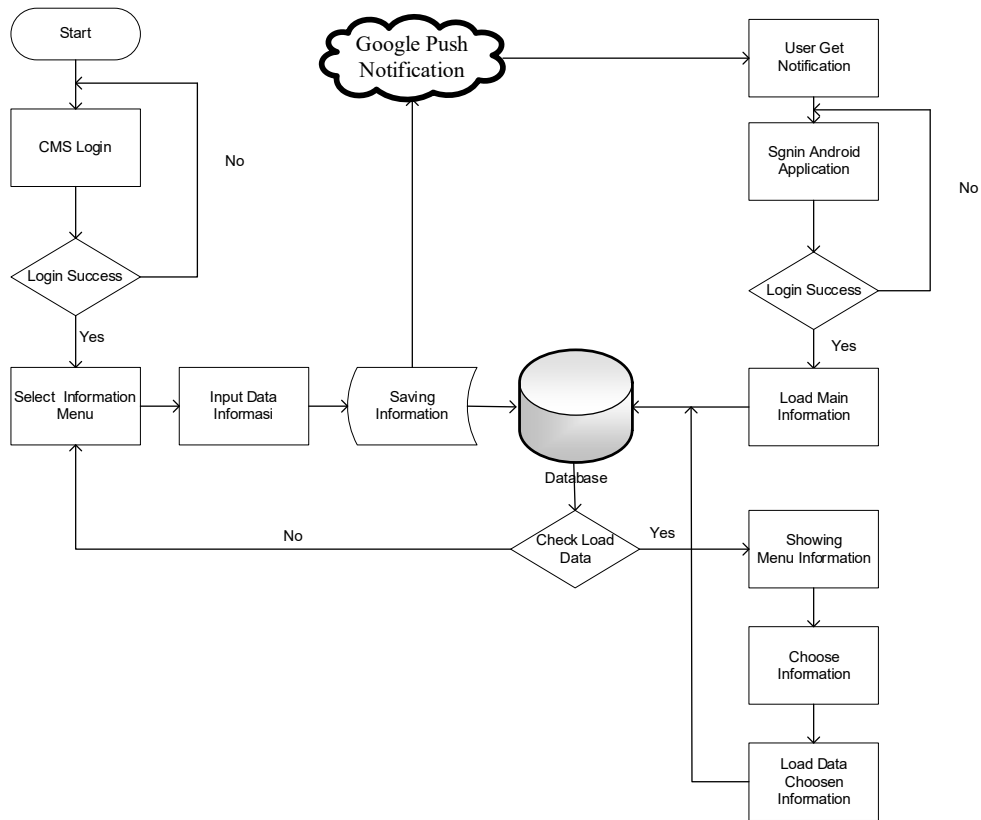 Start
Google Push
Notification
User Get
Notification
CMS Login
No
Sgnin Android
Application
No
Login Success
Login Success
Yes
Yes
Select Information
Menu
Input Data
Informasi
Saving
Information
Load Main
Information
Database
No
Check Load
Data
Yes
Showing
Menu Information
Choose
Information
Load Data
Choosen
Information